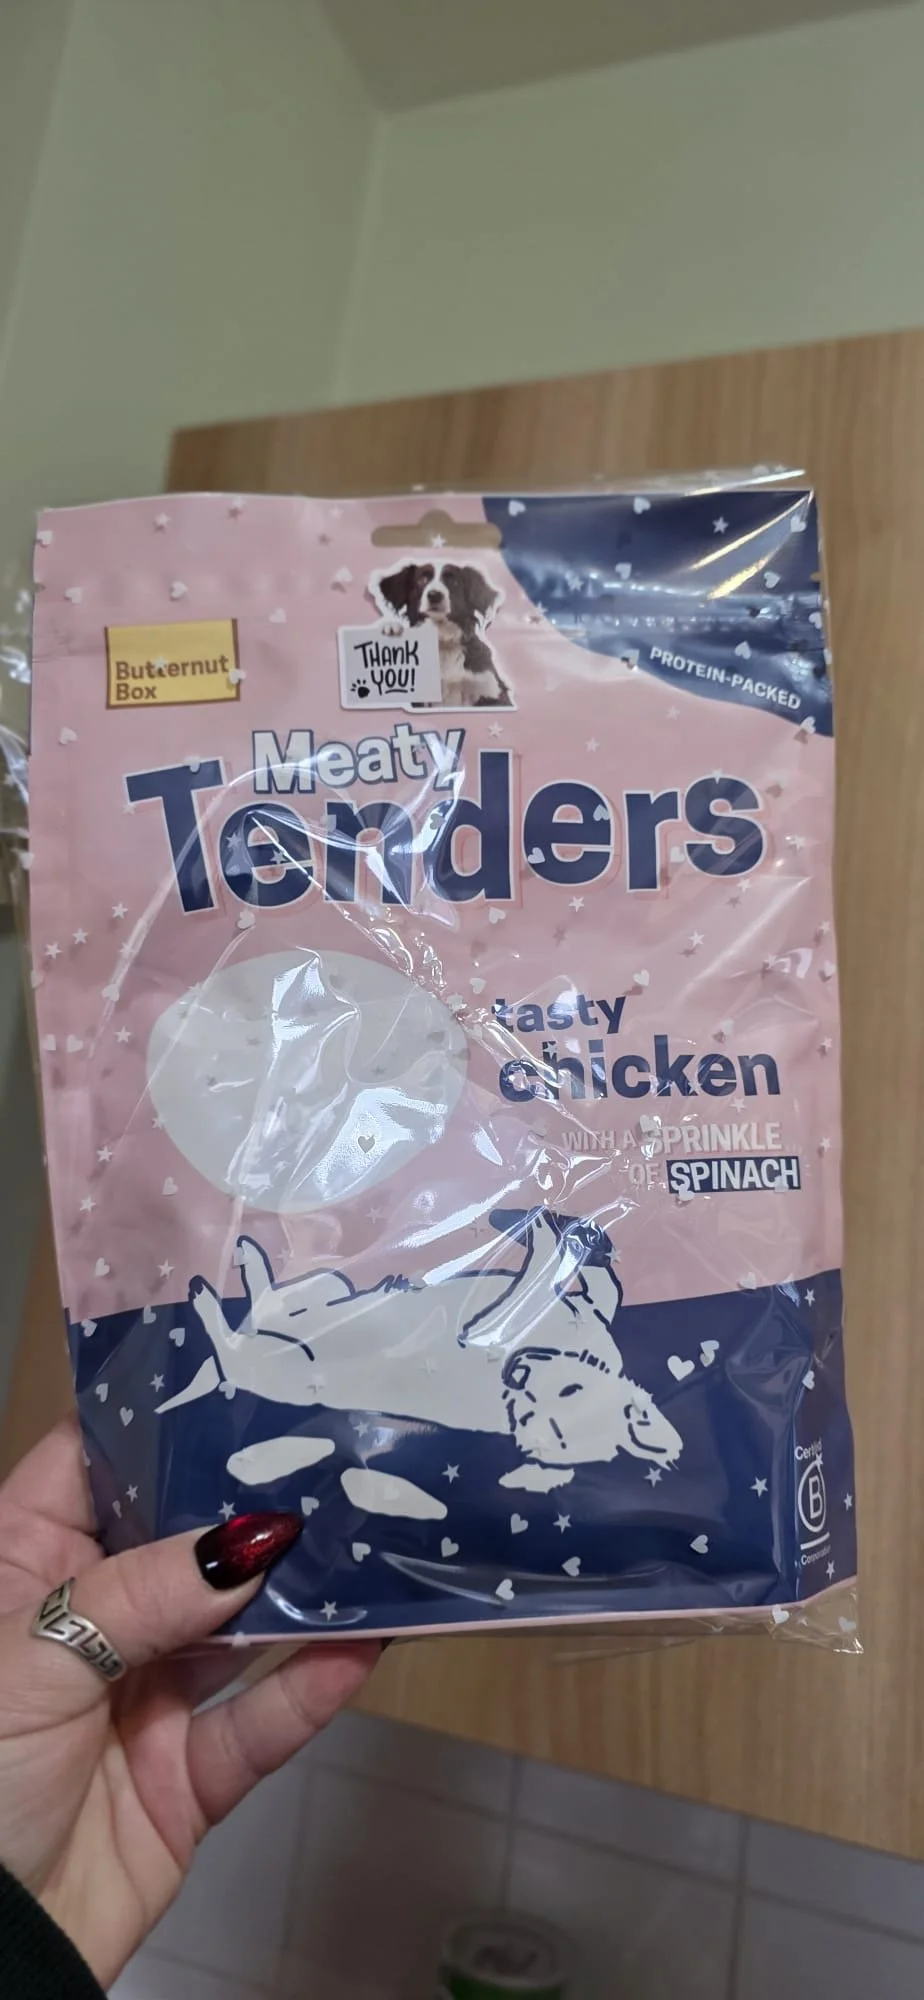 Butternut
Box
THANK
YOU!
PROTEIN-PACKED
Meaty
Tenders
tasty
chicken
WITH A SPRINKLE
OF SPINACH
Certified
B
Corporation